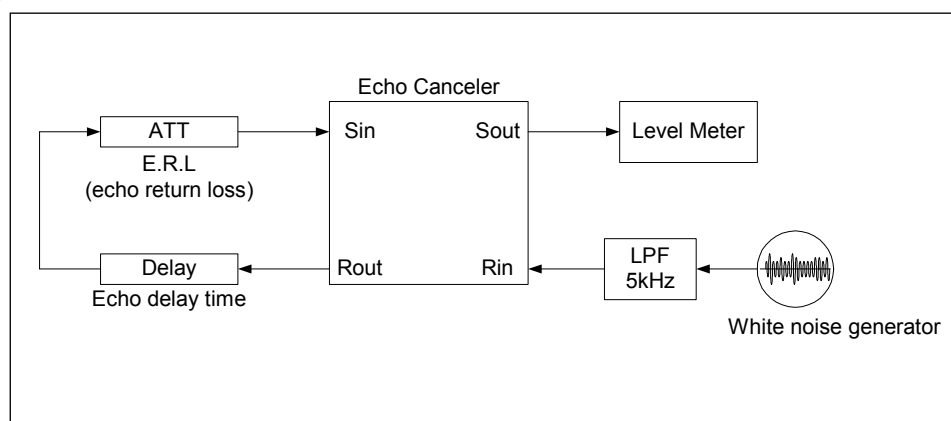 Echo Canceler
ATT
Sin
Sout
Level Meter
E.R.L
(echo return loss)
Delay
Rout
Rin
LPF
5kHz
Echo delay time
White noise generator